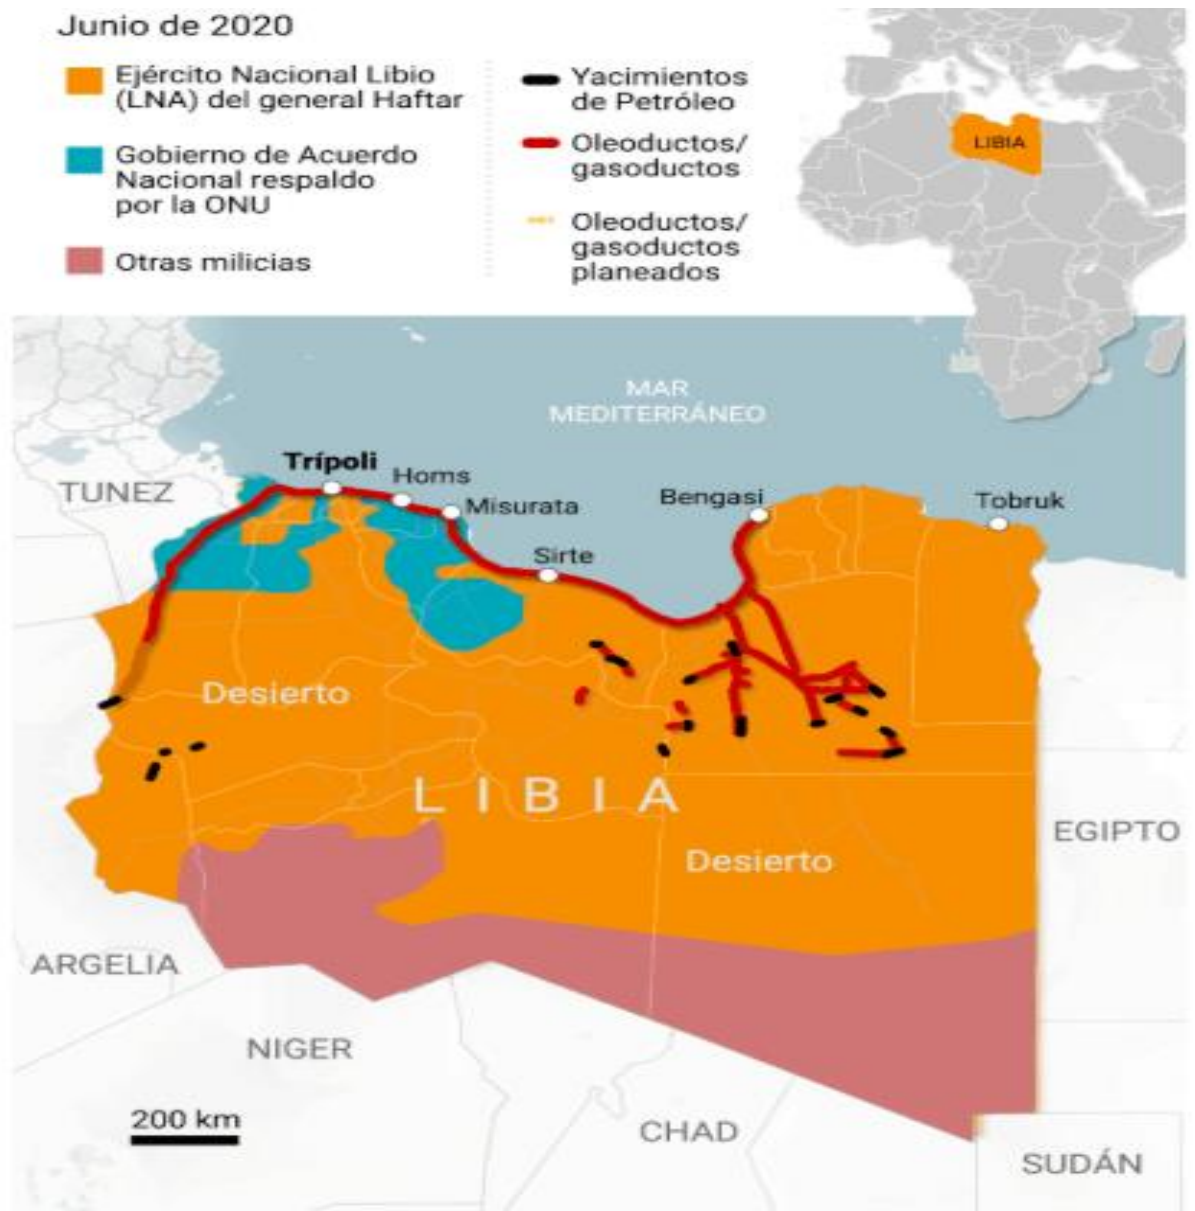 Junio de 2020
Ejército Nacional Libio
(LNA) del general Haftar
Gobierno de Acuerdo
Nacional respaldo
por la ONU
Otras milicias
Yacimientos
de Petróleo
Oleoductos/
gasoductos
Oleoductos/
gasoductos
planeados
LIBIA
MAR
MEDITERRÁNEO
Trípoli
Homs
TUNEZ
Misurata
Bengasi
Tobruk
Sirte
Desierto
LIBIA
EGIPTO
Desierto
ARGELIA
NIGER
200 km
CHAD
SUDÁN